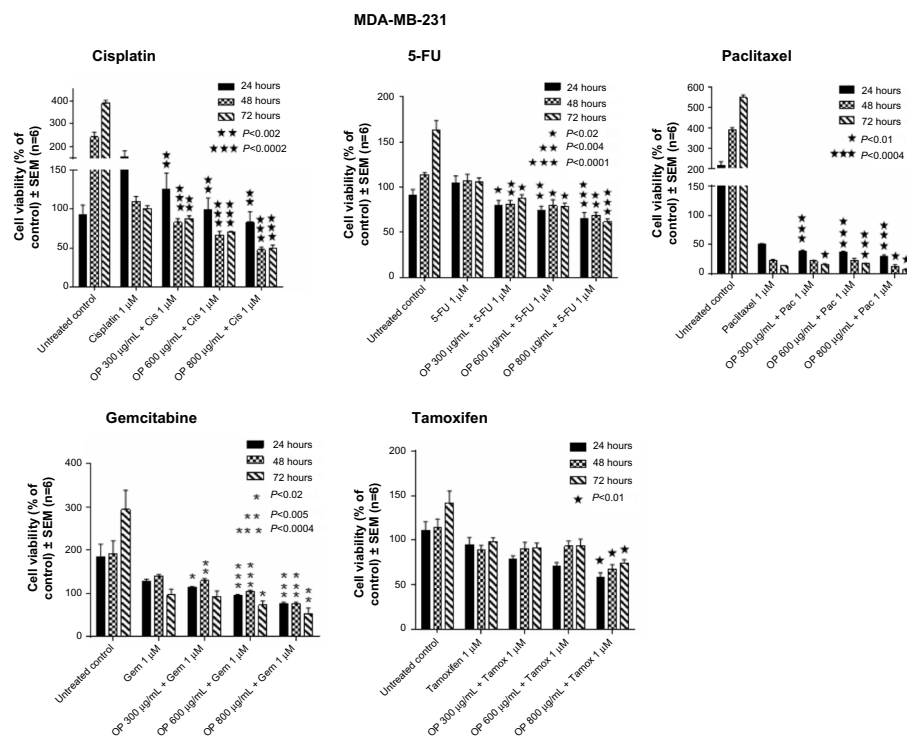 MDA-MB-231
Cisplatin
Cell viability (% of
control) ± SEM (n=6)
400
300
200
100
50
0
24 hours
48 hours
72 hours
★★ P<0.002
★★★ P<0.0002
★★
★★★
★★★
★★
★★★
★★★
★★
★★★
★★★
Untreated control
Cisplatin 1 µM
OP 300 µg/mL + Cis 1 µM
OP 600 µg/mL + Cis 1 µM
OP 800 µg/mL + Cis 1 µM
5-FU
Cell viability (% of
control) ± SEM (n=6)
200
150
100
50
0
24 hours
48 hours
72 hours
★ P<0.02
★★ P<0.004
★★★ P<0.0001
Untreated control
5-FU 1 µM
OP 300 µg/mL + 5-FU 1 µM
OP 600 µg/mL + 5-FU 1 µM
OP 800 µg/mL + 5-FU 1 µM
Paclitaxel
Cell viability (% of
control) ± SEM (n=6)
600
500
400
300
200
150
100
50
0
24 hours
48 hours
72 hours
★ P<0.01
★★★ P<0.0004
Untreated control
Paclitaxel 1 µM
OP 300 µg/mL + Pac 1 µM
OP 600 µg/mL + Pac 1 µM
OP 800 µg/mL + Pac 1 µM
Gemcitabine
Cell viability (% of
control) ± SEM (n=6)
400
300
200
100
0
24 hours
48 hours
72 hours
* P<0.02
** P<0.005
*** P<0.0004
Untreated control
Gem 1 µM
OP 300 µg/mL + Gem 1 µM
OP 600 µg/mL + Gem 1 µM
OP 800 µg/mL + Gem 1 µM
Tamoxifen
Cell viability (% of
control) ± SEM (n=6)
200
150
100
50
0
24 hours
48 hours
72 hours
★ P<0.01
★ ★ ★
Untreated control
Tamoxifen 1 µM
OP 300 µg/mL + Tamox 1 µM
OP 600 µg/mL + Tamox 1 µM
OP 800 µg/mL + Tamox 1 µM